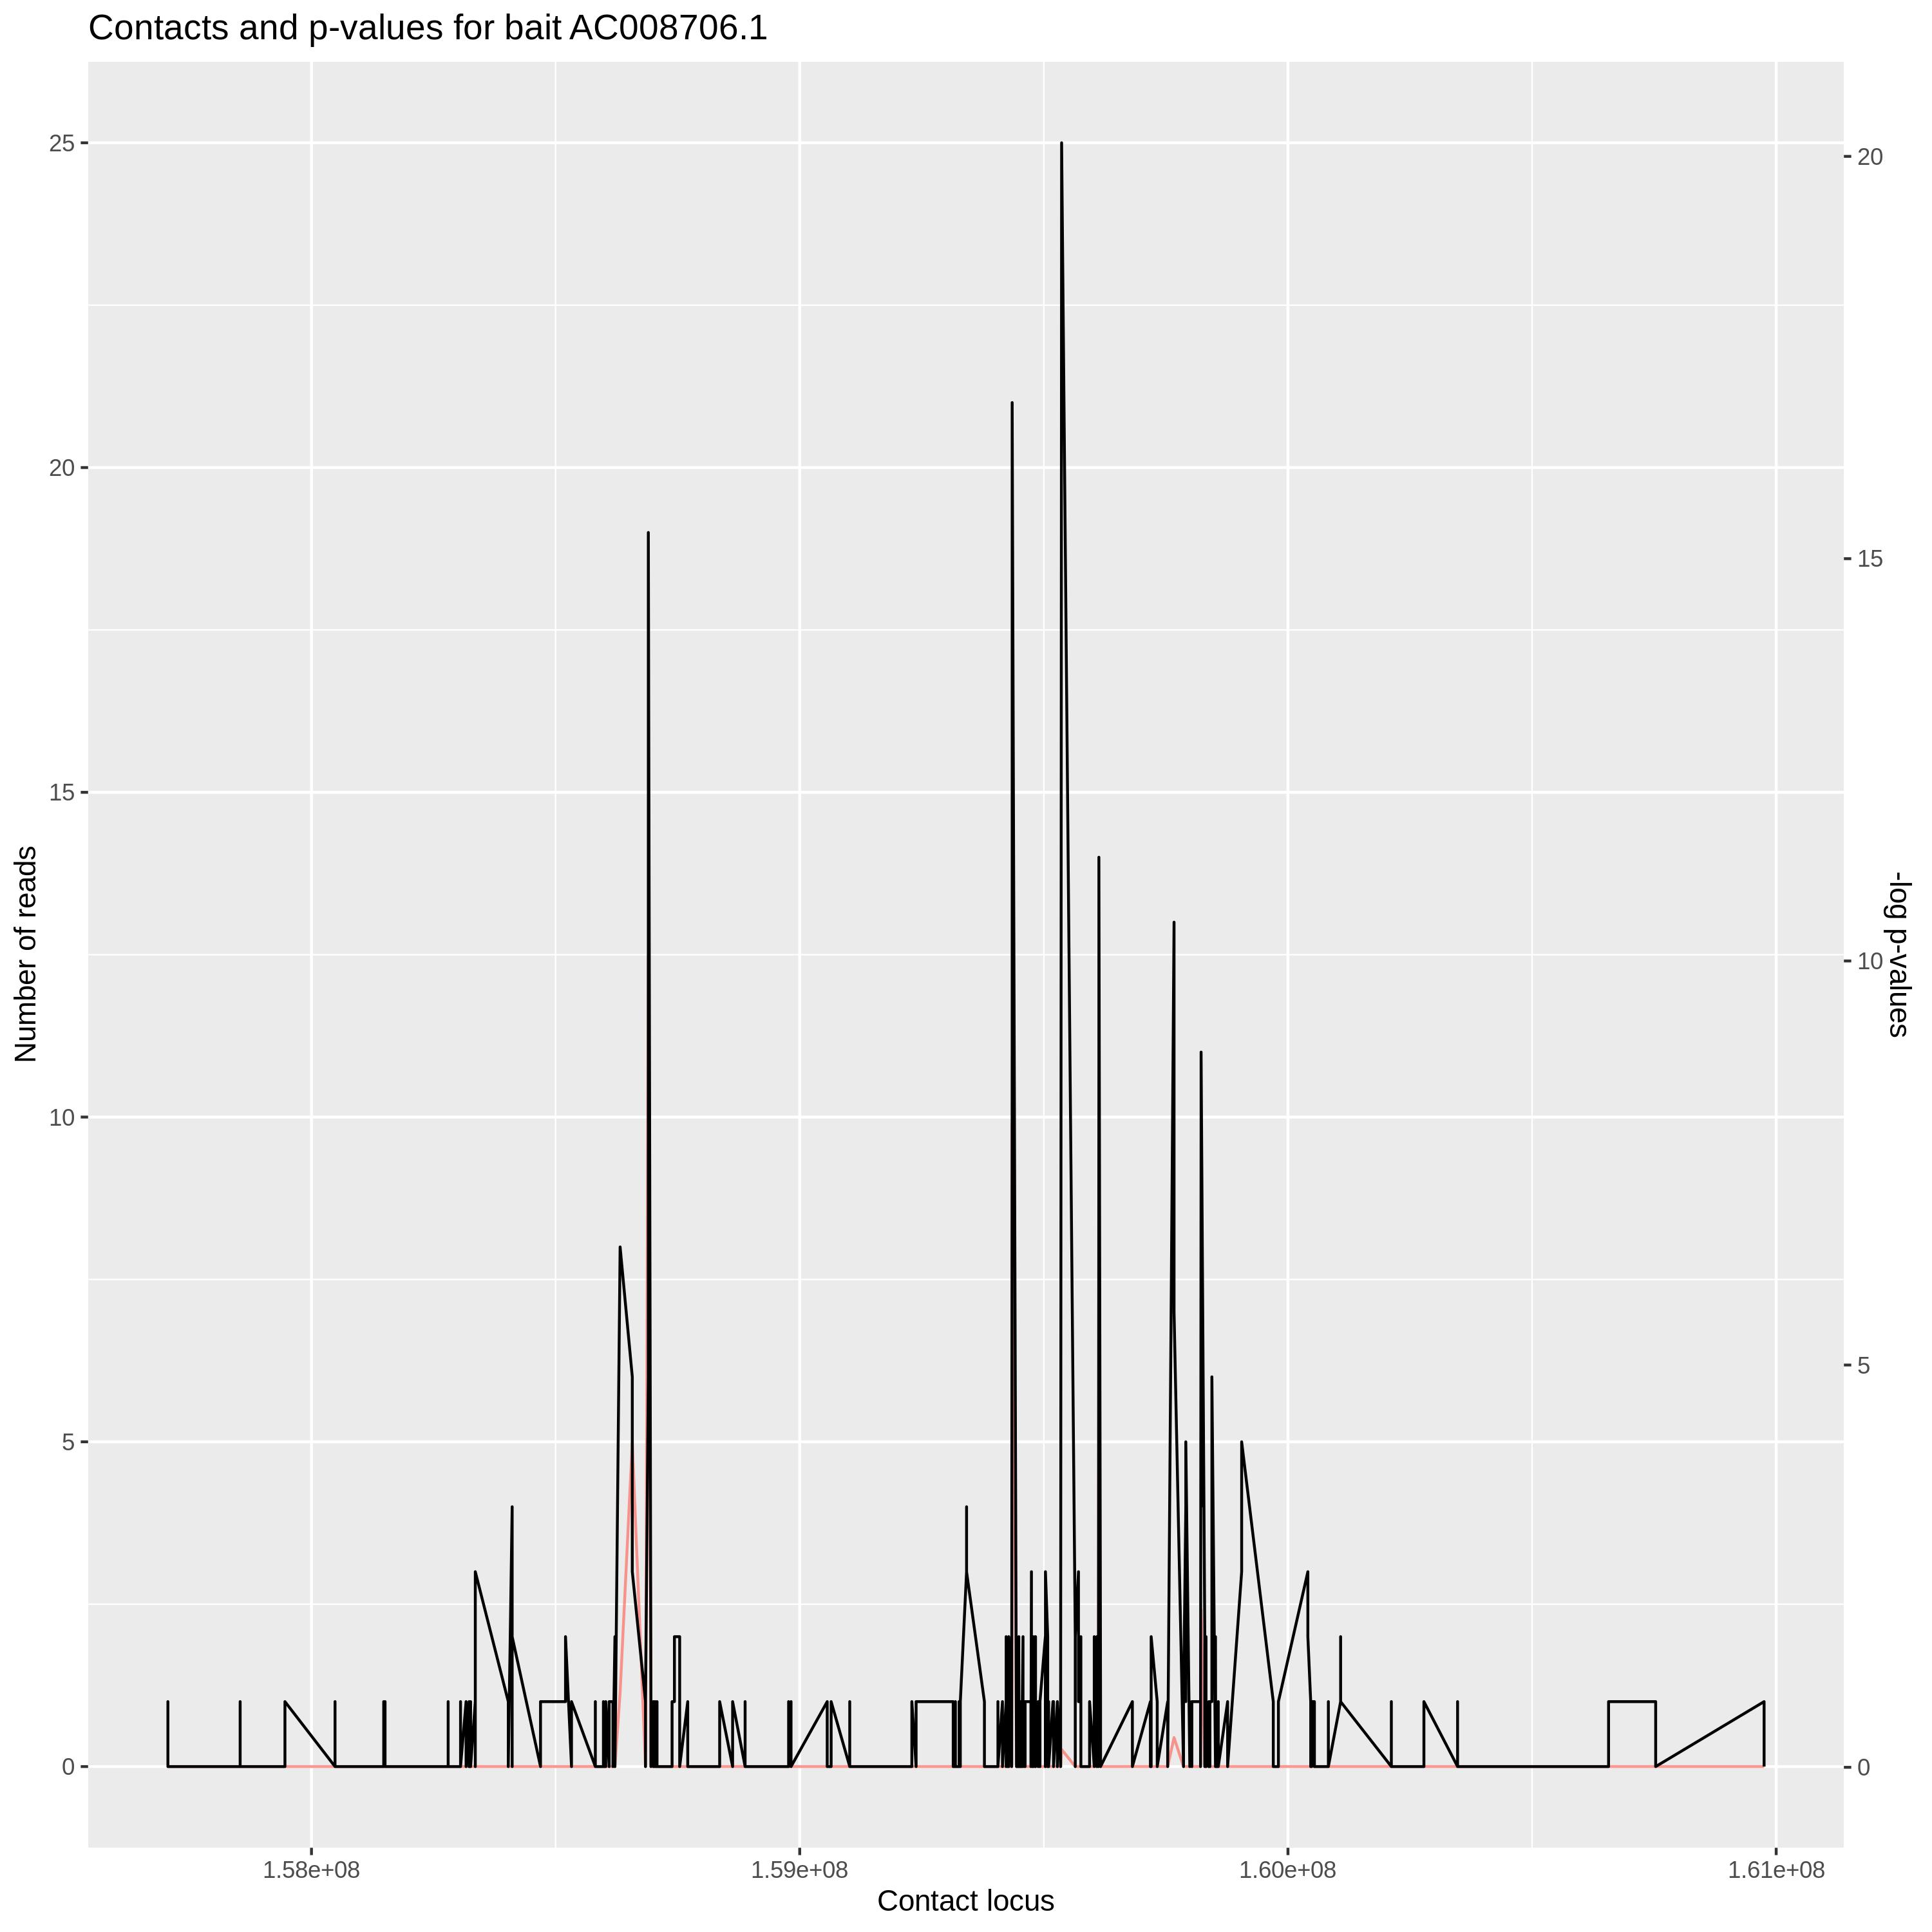 Contacts and p-values for bait AC008706.1
25
20
15
10
5
0
20
15
10
5
0
Number of reads
-log p-values
1.58e+08
1.59e+08
1.60e+08
1.61e+08
Contact locus